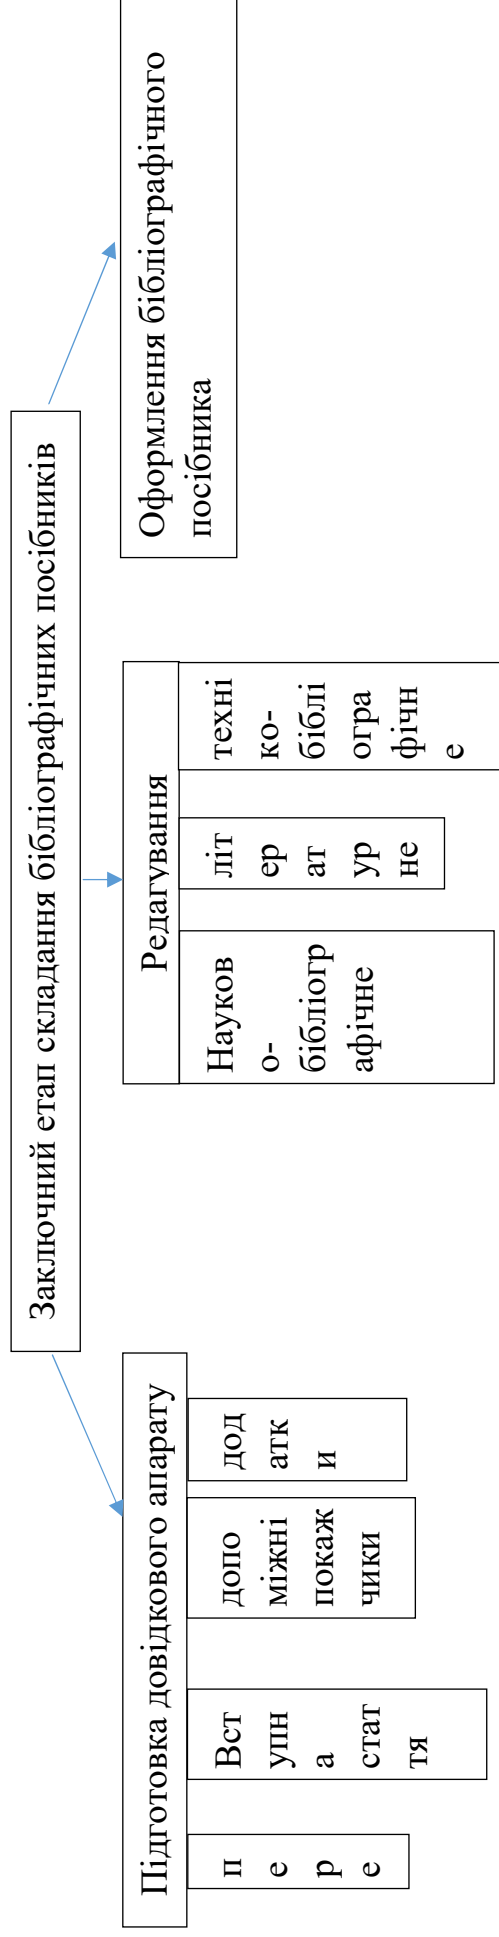 Заключний етап складання бібліографічних посібників
Підготовка довідкового апарату
п
е
р
е
Вст
упн
а
стат
тя
допо
міжні
покаж
чики
дод
атк
и
Редагування
Науков
о-
бібліогр
афічне
літ
ер
ат
ур
не
техні
ко-
біблі
огра
фічн
е
Оформлення бібліографічного
посібника